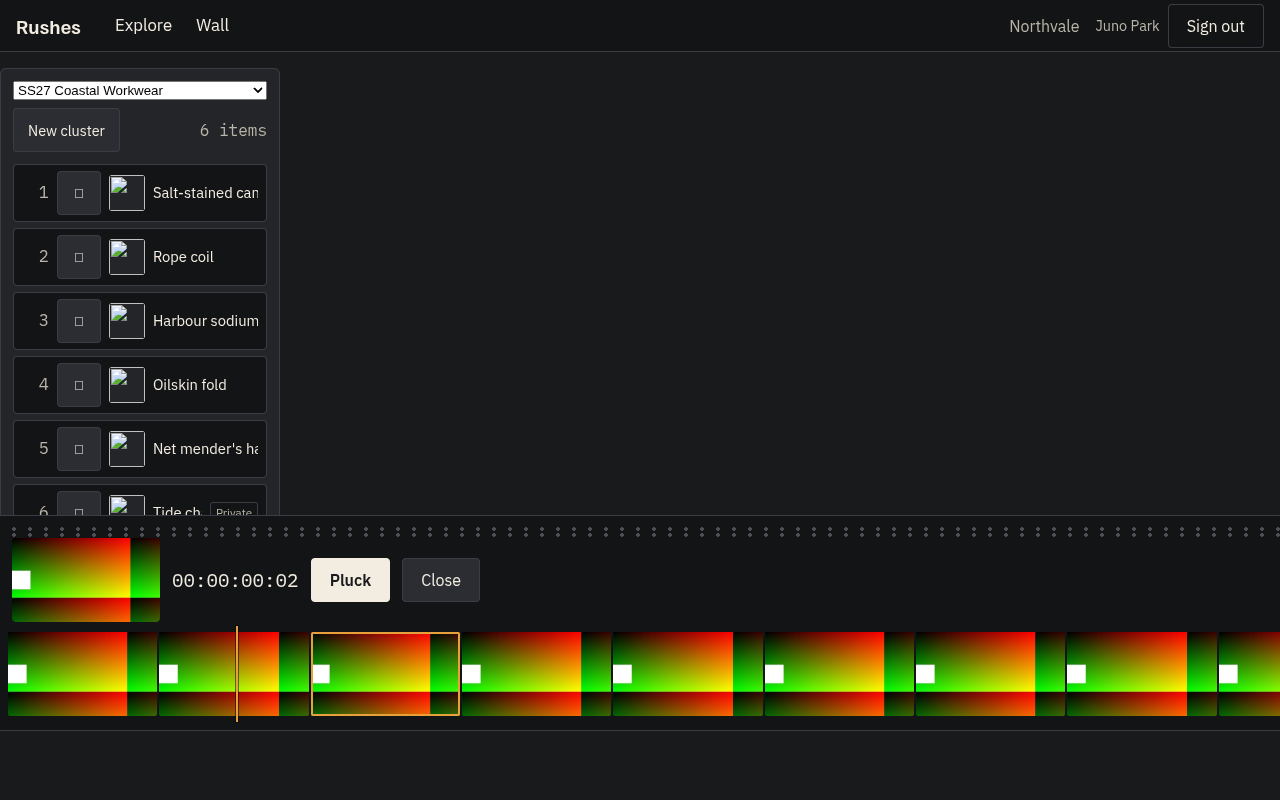 Rushes Explore Wall Northvale Juno Park Sign out
SS27 Coastal Workwear
New cluster 6 items
1 Salt-stained
2 Rope coil
3 Harbour sodium
4 Oilskin fold
5 Net mender's
6 Tide Private
00:00:00:02 Pluck Close